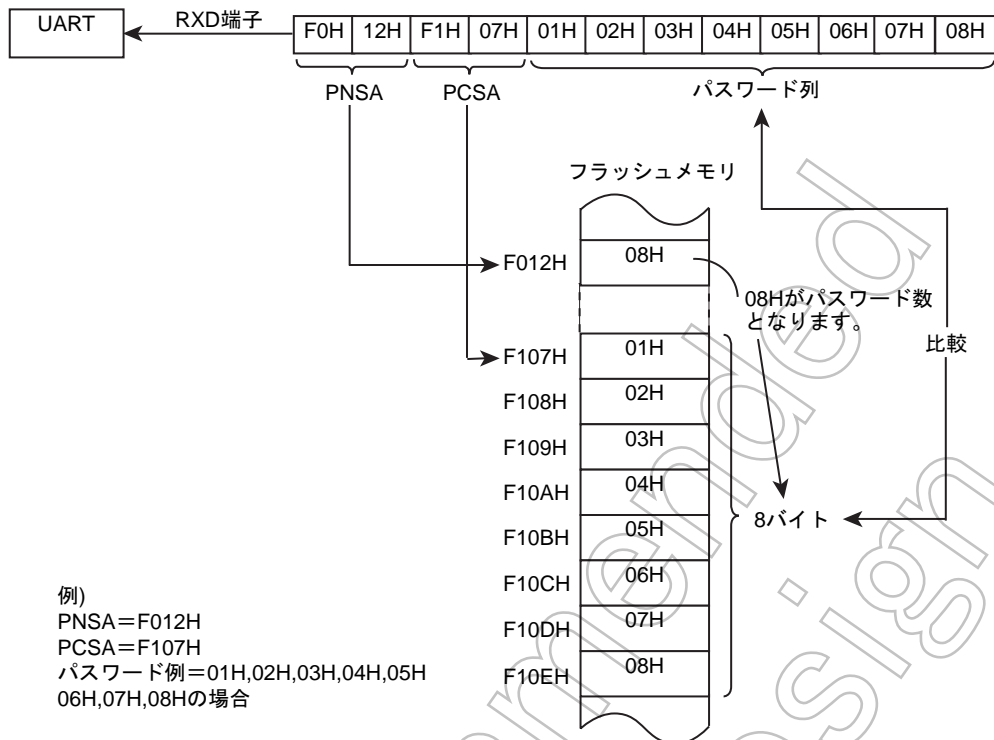 UART
RXD端子
F0H 12H F1H 07H 01H 02H 03H 04H 05H 06H 07H 08H
PNSA PCSA パスワード列
フラッシュメモリ
F012H 08H
08Hがパスワード数
となります。
比較
F107H 01H
F108H 02H
F109H 03H
F10AH 04H
F10BH 05H
8バイト
F10CH 06H
F10DH 07H
F10EH 08H
例)
PNSA=F012H
PCSA=F107H
パスワード例=01H,02H,03H,04H,05H
06H,07H,08Hの場合
mmended
esign